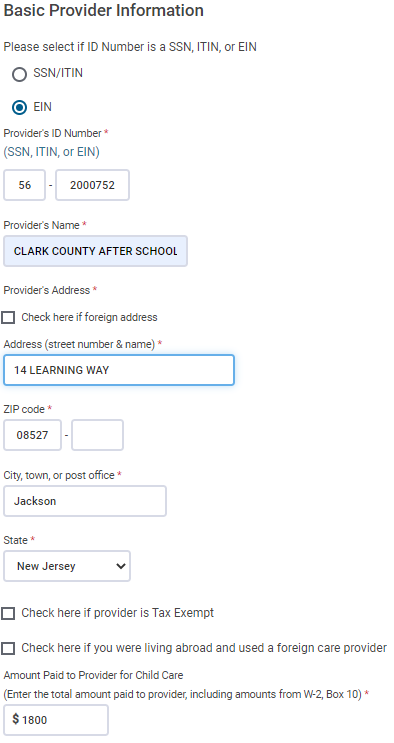 Basic Provider Information
Please select if ID Number is a SSN, ITIN, or EIN
SSN/ITIN
EIN
Provider's ID Number *
(SSN, ITIN, or EIN)
56 - 2000752
Provider's Name *
CLARK COUNTY AFTER SCHOOL
Provider's Address *
Check here if foreign address
Address (street number & name) *
14 LEARNING WAY
ZIP code *
08527 -
City, town, or post office *
Jackson
State *
New Jersey
Check here if provider is Tax Exempt
Check here if you were living abroad and used a foreign care provider
Amount Paid to Provider for Child Care
(Enter the total amount paid to provider, including amounts from W-2, Box 10) *
$ 1800